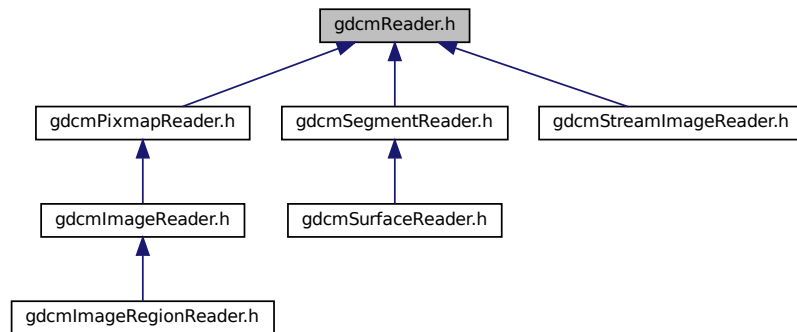 gdcmReader.h
gdcmPixmapReader.h
gdcmSegmentReader.h
gdcmStreamImageReader.h
gdcmImageReader.h
gdcmSurfaceReader.h
gdcmImageRegionReader.h